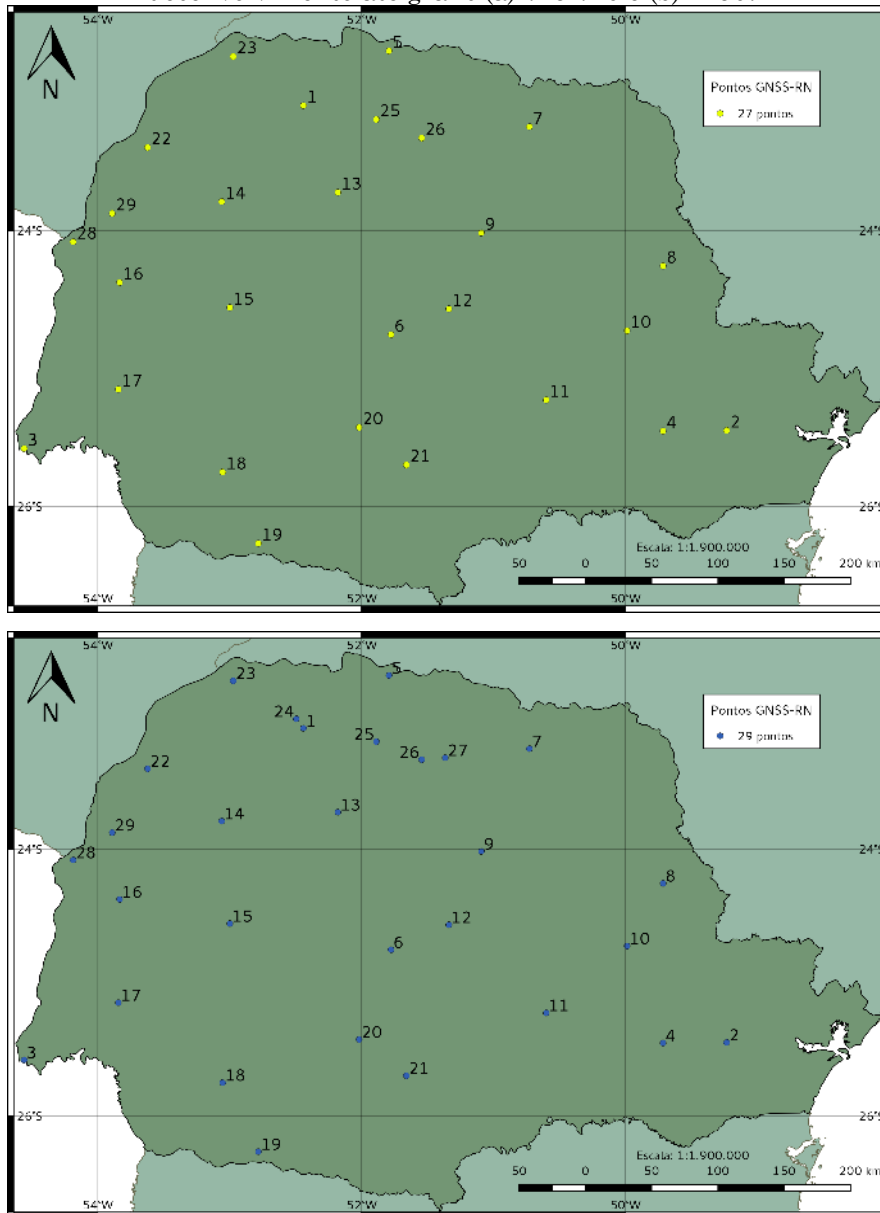 54°W
52°W
50°W
23
5
N
1
Pontos GNSS-RN
27 pontos
25
26
7
22
13
14
29
28
9
24°S
24°S
8
16
15
12
6
10
17
11
20
4
2
3
21
18
26°S
26°S
19
Escala: 1:1.900.000
50 0 50 100 150 200 km
54°W
52°W
50°W
54°W
52°W
50°W
23
5
N
24
1
Pontos GNSS-RN
29 pontos
25
26
27
7
22
13
14
29
28
9
24°S
24°S
8
16
15
12
6
10
17
11
20
4
2
3
21
18
26°S
26°S
19
Escala: 1:1.900.000
50 0 50 100 150 200 km
54°W
52°W
50°W